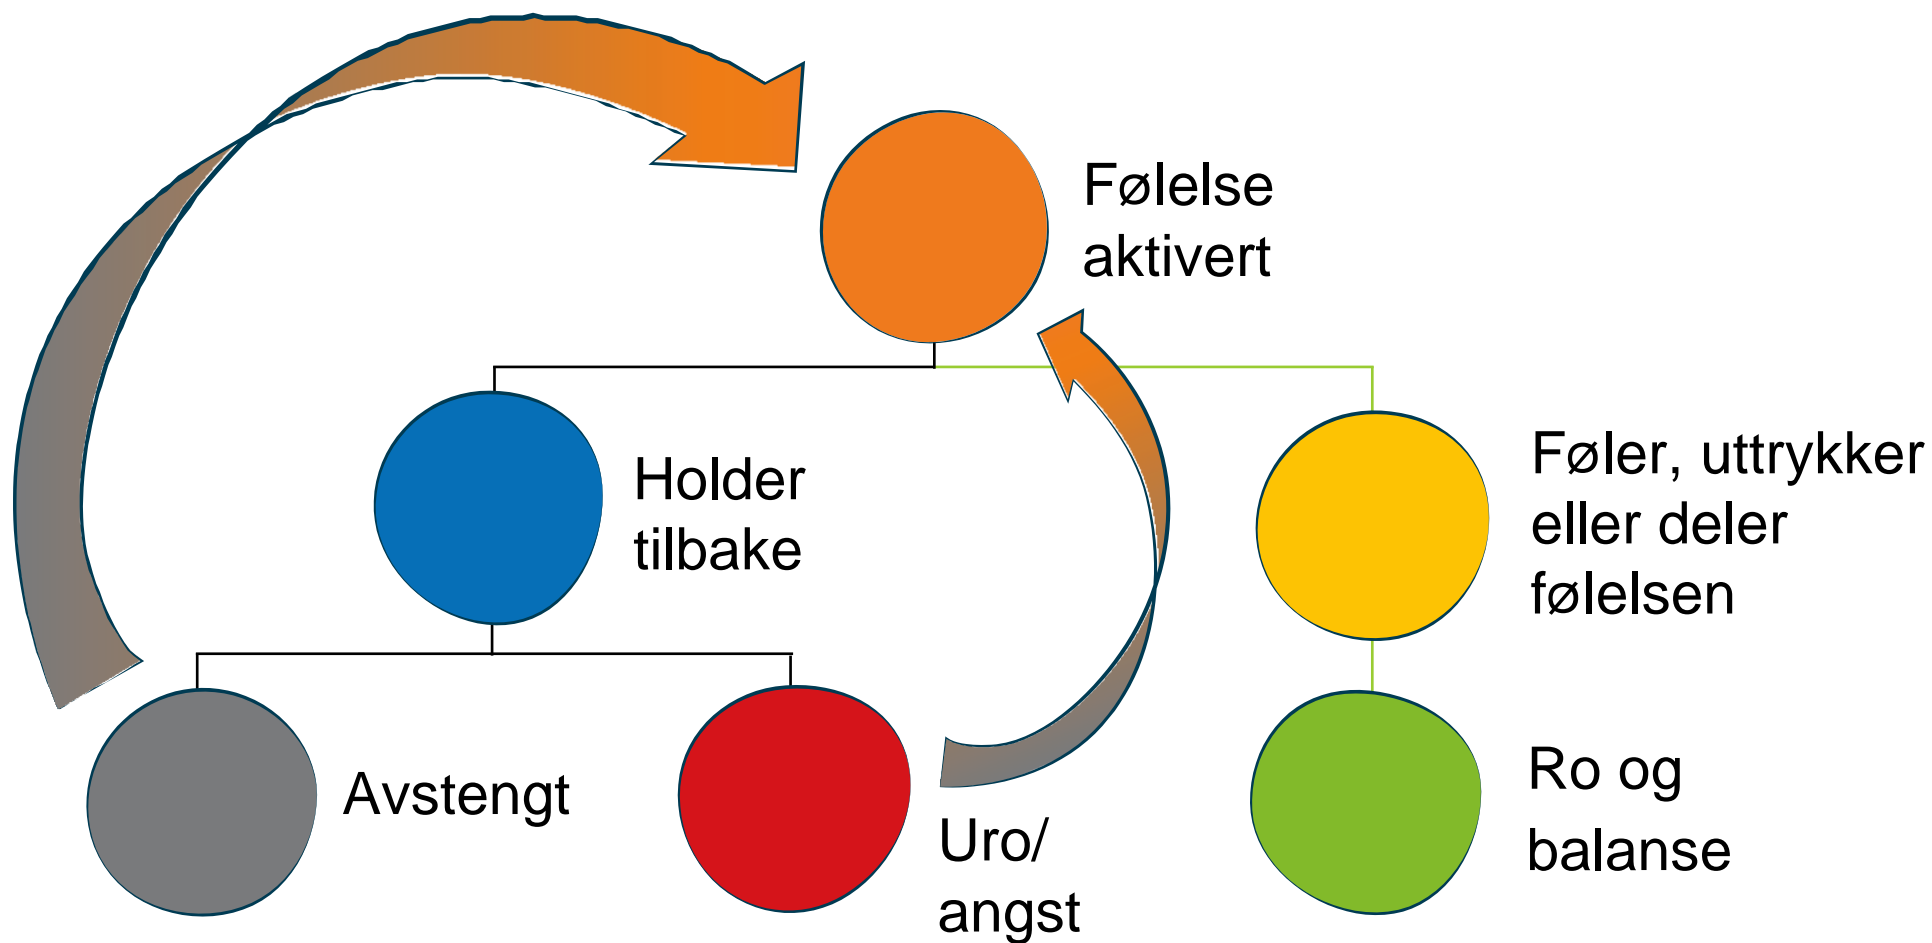 Følelse
aktivert
Holder
tilbake
Føler, uttrykker
eller deler
følelsen
Avstengt
Uro/
angst
Ro og
balanse